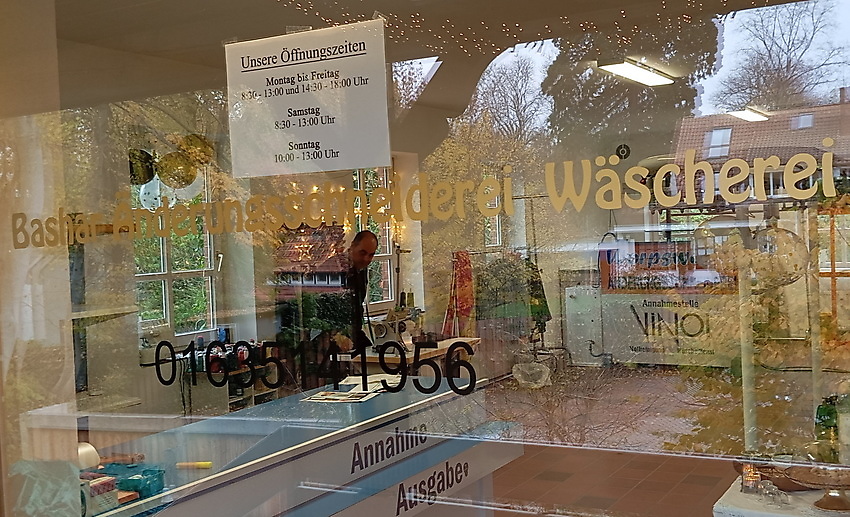 Unsere Öffnungszeiten
Montag bis Freitag
8:30 - 13:00 und 14:30 - 18:00 Uhr
Samstag
8:30 - 13:00 Uhr
Sonntag
10:00 - 13:00 Uhr
Bashar Änderungsschneiderei Wäscherei
Annahmestelle
VINOI
01635141956
Annahme
Ausgabe